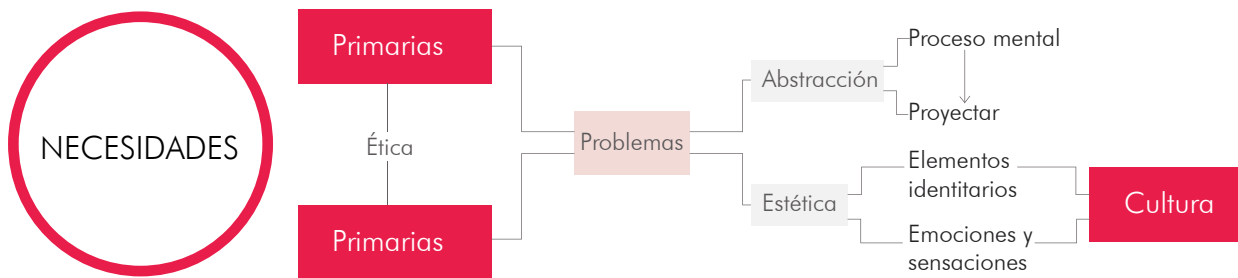 NECESIDADES
Primarias
Ética
Primarias
Problemas
Abstracción
Proceso mental
Proyectar
Estética
Elementos
identitarios
Emociones y
sensaciones
Cultura